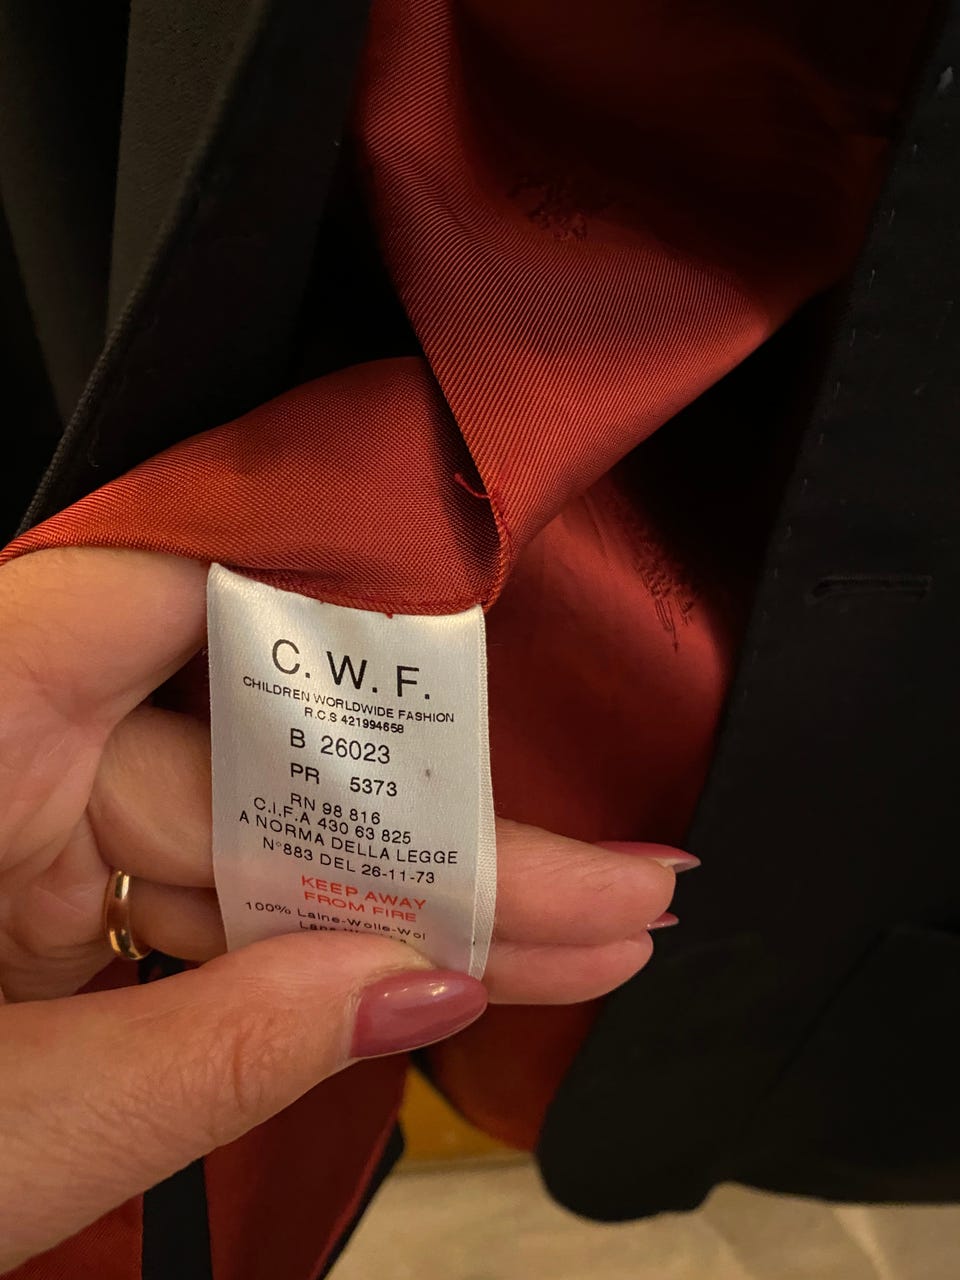 C. W. F.
CHILDREN WORLDWIDE FASHION
R.C.S 421994658
B 26023
PR 5373
RN 98 816
C.I.F.A 430 63 825
A NORMA DELLA LEGGE
N°883 DEL 26-11-73
KEEP AWAY
FROM FIRE
100% Laine-Wolle-Wol